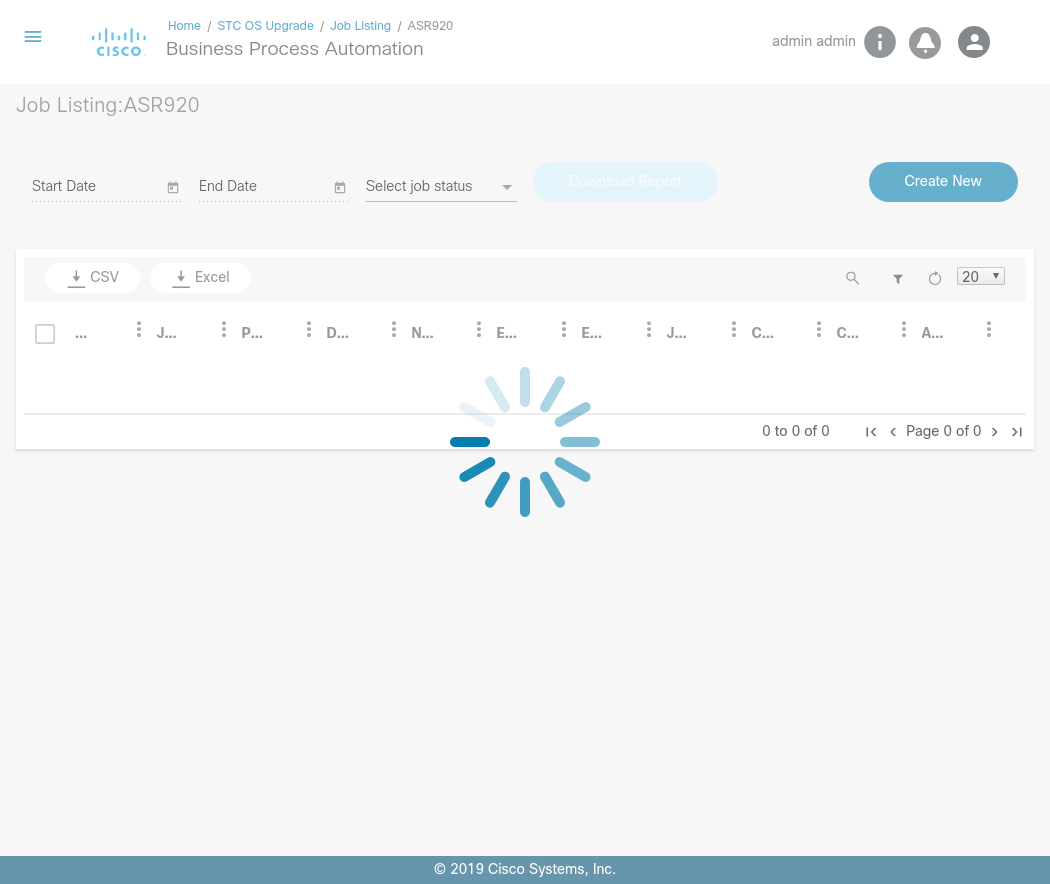 Home / STC OS Upgrade / Job Listing / ASR920
CISCO
Business Process Automation
admin admin
Job Listing:ASR920
Start Date
End Date
Select job status
Download Report
Create New
CSV
Excel
20
... J... P... D... N... E... E... J... C... C... A...
0 to 0 of 0
Page 0 of 0
© 2019 Cisco Systems, Inc.